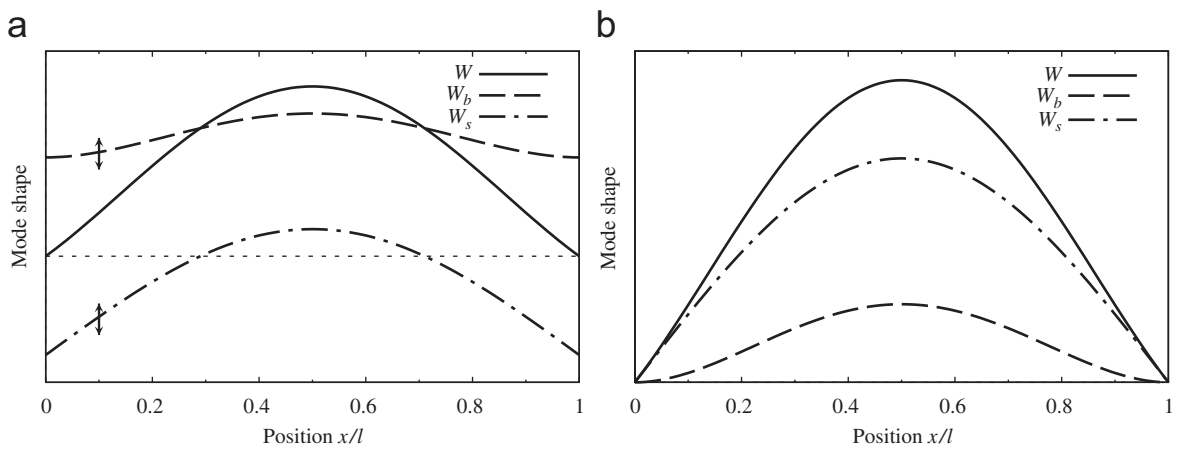 a
W
W_b
W_s
Mode shape
0
0.2
0.4
0.6
0.8
1
Position x/l
b
W
W_b
W_s
Mode shape
0
0.2
0.4
0.6
0.8
1
Position x/l